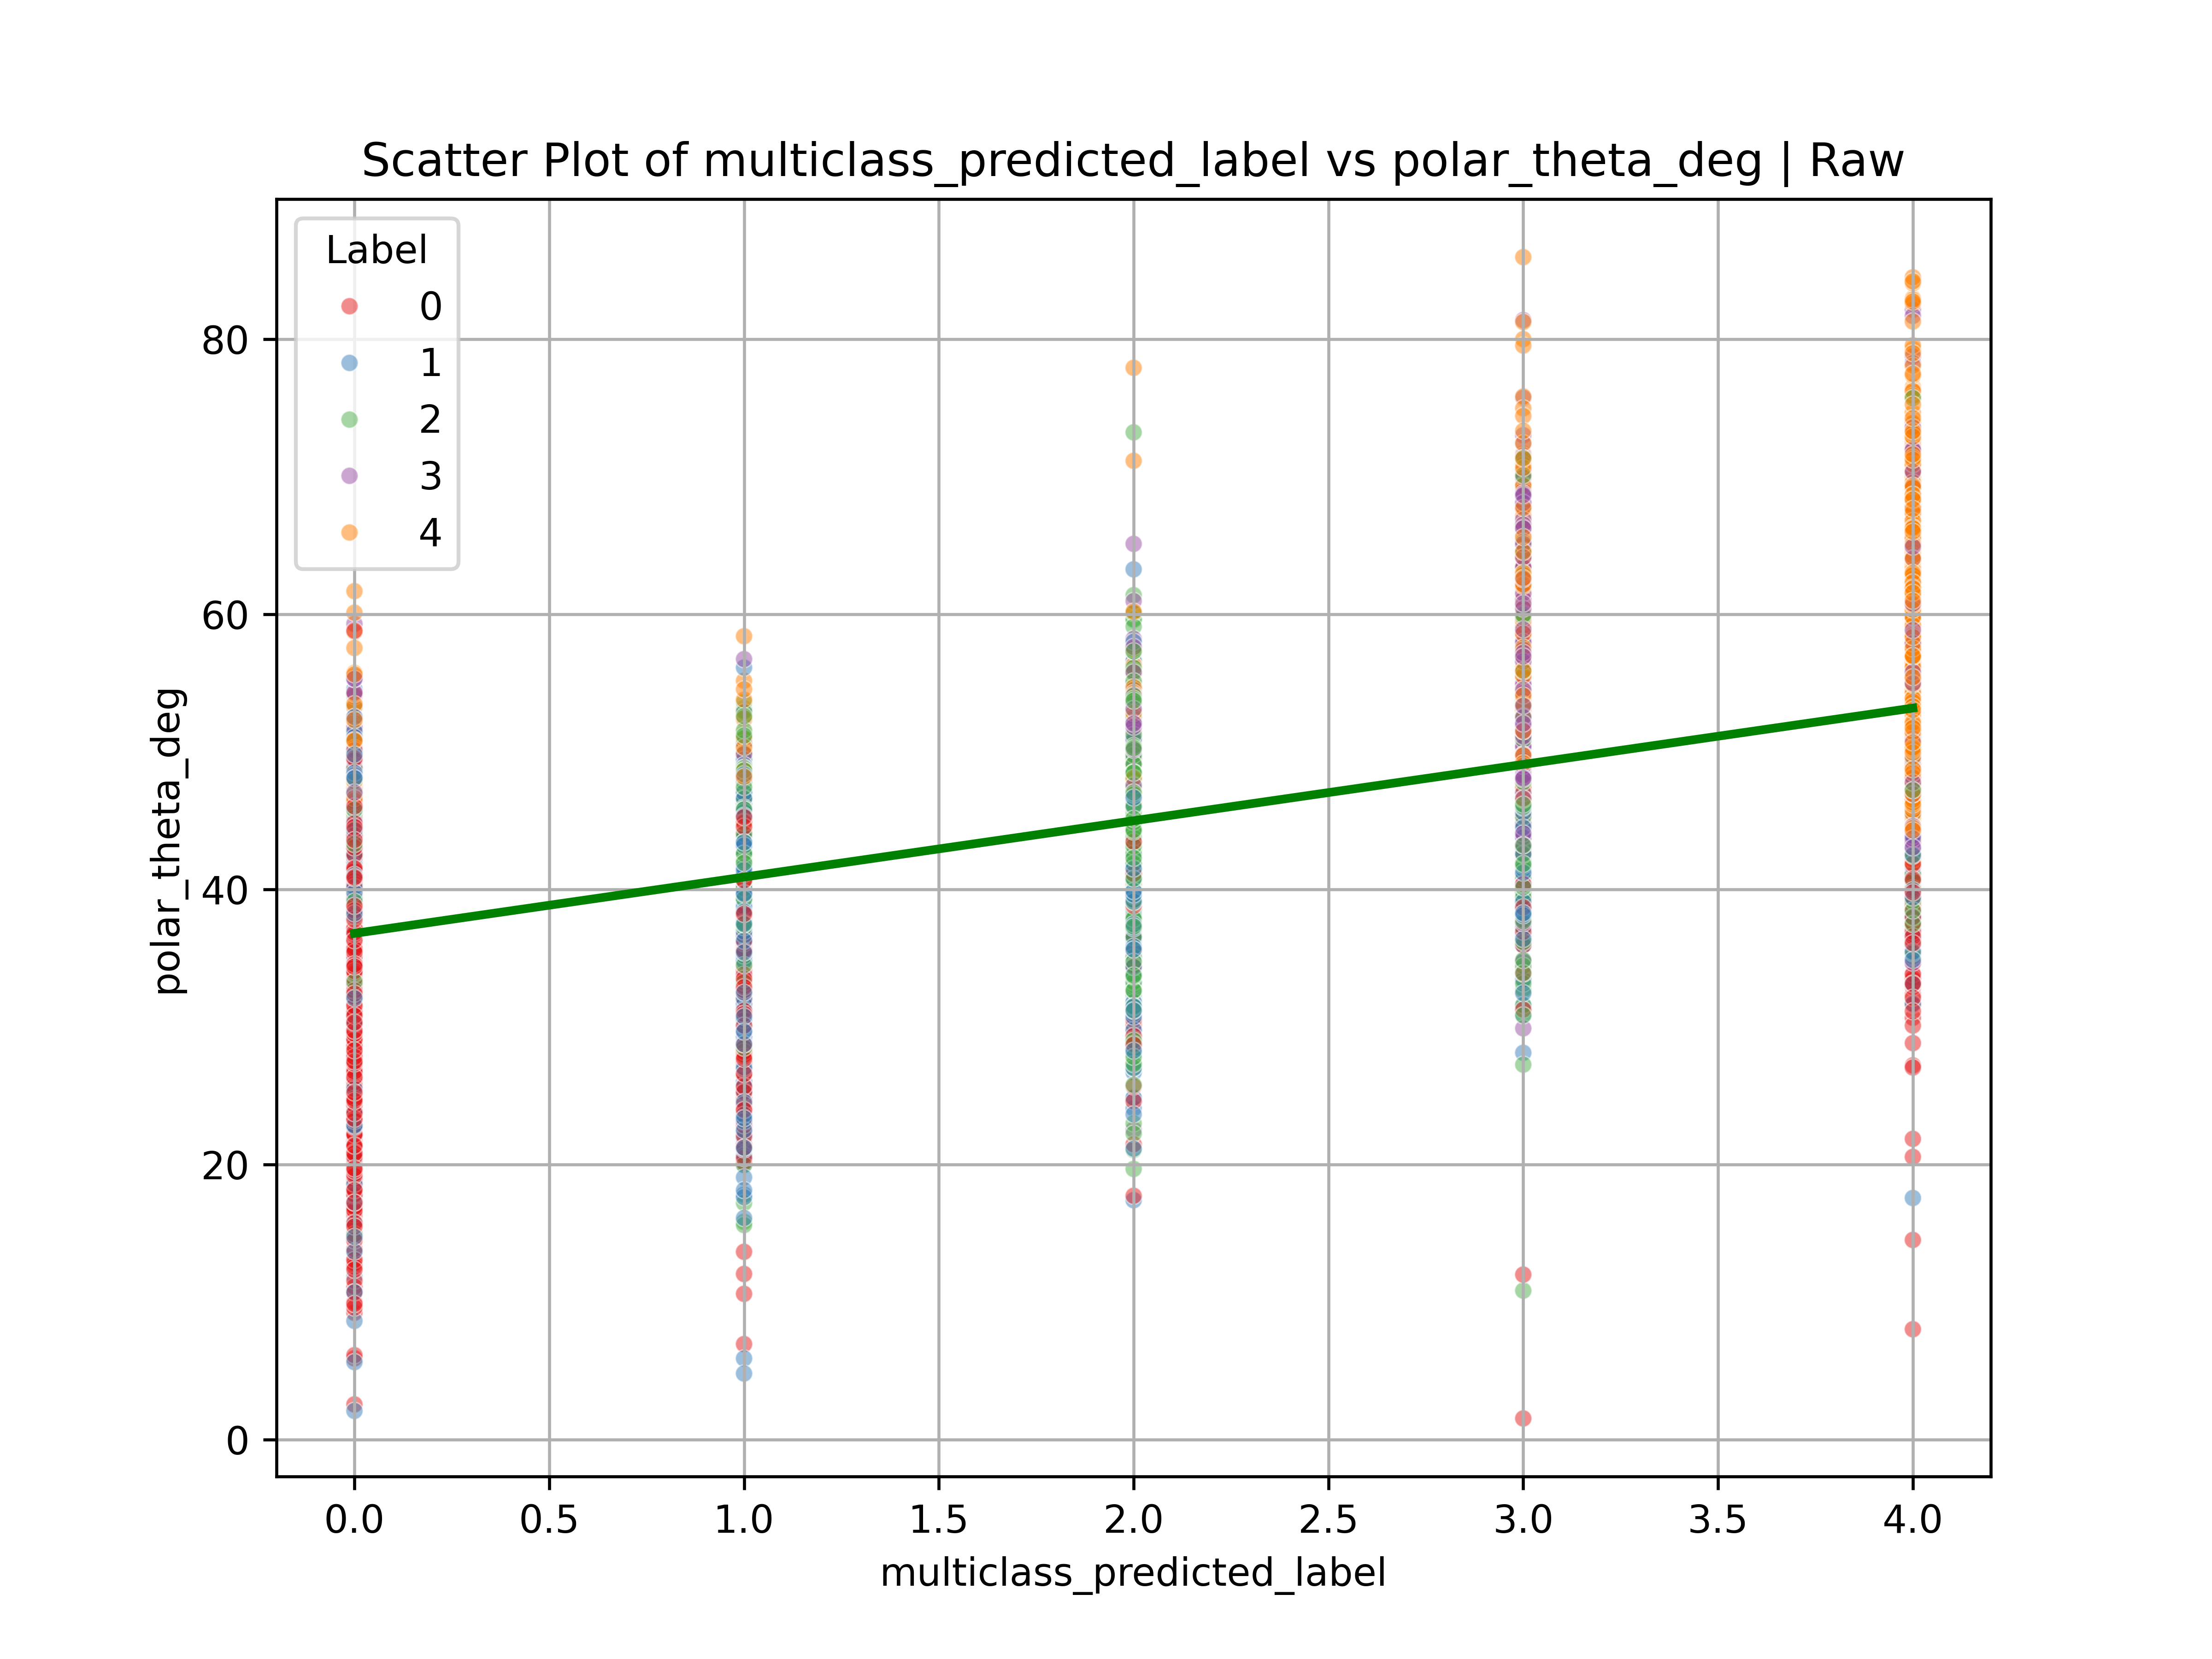 Scatter Plot of multiclass_predicted_label vs polar_theta_deg | Raw
Label
0
1
2
3
4
80
60
40
20
0
polar_theta_deg
0.0 0.5 1.0 1.5 2.0 2.5 3.0 3.5 4.0
multiclass_predicted_label